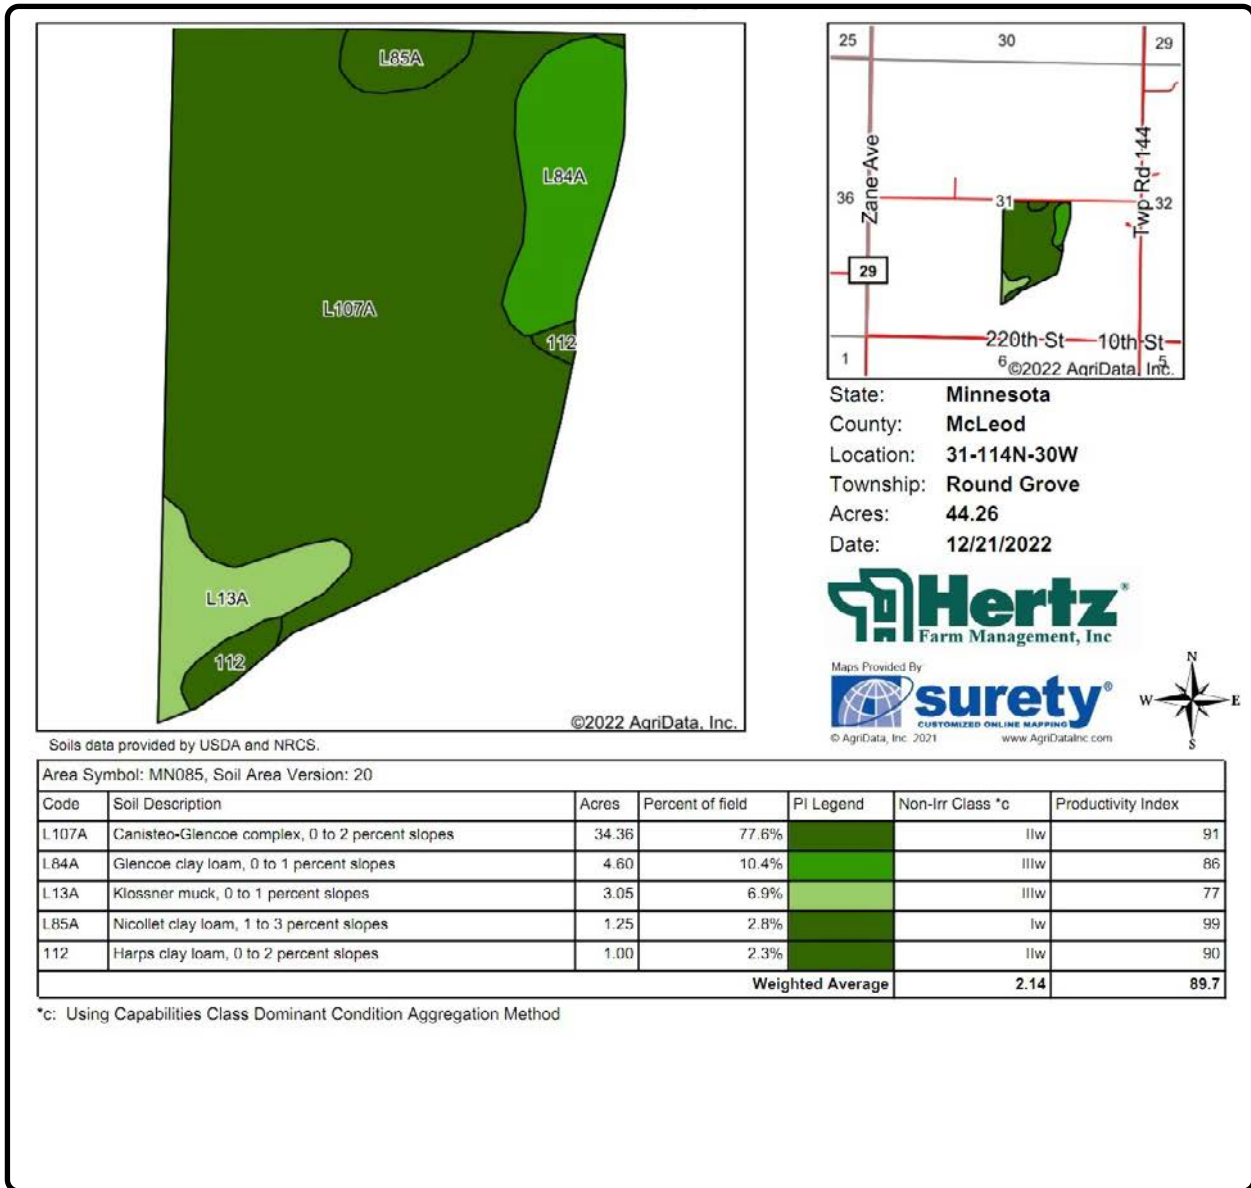 L85A
L84A
L107A
112
L13A
112
©2022 AgriData, Inc.
Soils data provided by USDA and NRCS.
25 30 29
Zane Ave
Twp Rd 144
36 31 32
29
220th St 10th St
1 6 5
©2022 AgriData, Inc.
State: Minnesota
County: McLeod
Location: 31-114N-30W
Township: Round Grove
Acres: 44.26
Date: 12/21/2022
Hertz®
Farm Management, Inc
Maps Provided By
surety®
CUSTOMIZED ONLINE MAPPING
© AgriData, Inc. 2021 www.AgriDataInc.com
N
W E
S
Area Symbol: MN085, Soil Area Version: 20
Code Soil Description Acres Percent of field PI Legend Non-Irr Class *c Productivity Index
L107A Canisteo-Glencoe complex, 0 to 2 percent slopes 34.36 77.6% IIw 91
L84A Glencoe clay loam, 0 to 1 percent slopes 4.60 10.4% IIIw 86
L13A Klossner muck, 0 to 1 percent slopes 3.05 6.9% IIIw 77
L85A Nicollet clay loam, 1 to 3 percent slopes 1.25 2.8% Iw 99
112 Harps clay loam, 0 to 2 percent slopes 1.00 2.3% IIw 90
Weighted Average 2.14 89.7
*c: Using Capabilities Class Dominant Condition Aggregation Method